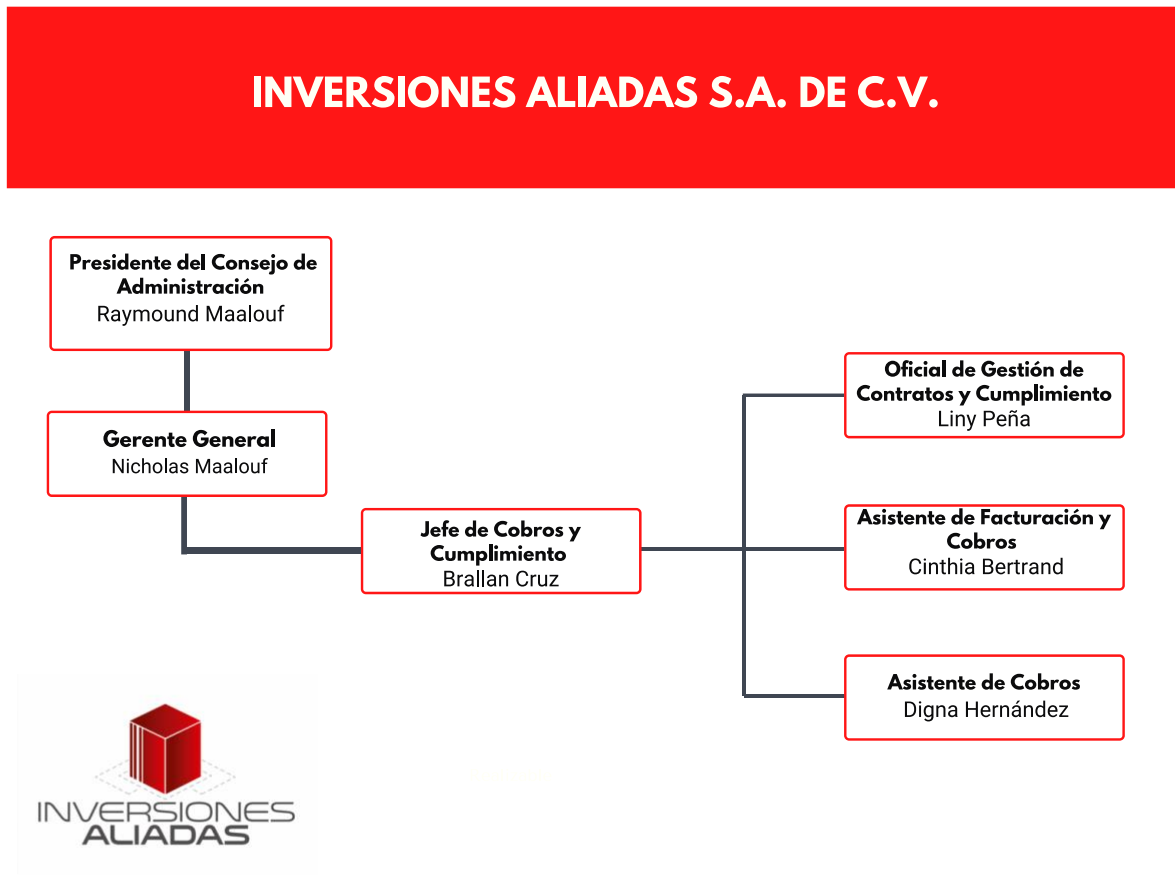 INVERSIONES ALIADAS S.A. DE C.V.
Presidente del Consejo de
Administración
Raymound Maalouf
Gerente General
Nicholas Maalouf
Jefe de Cobros y
Cumplimiento
Brallan Cruz
Oficial de Gestión de
Contratos y Cumplimiento
Liny Peña
Asistente de Facturación y
Cobros
Cinthia Bertrand
Asistente de Cobros
Digna Hernández
INVERSIONES
ALIADAS